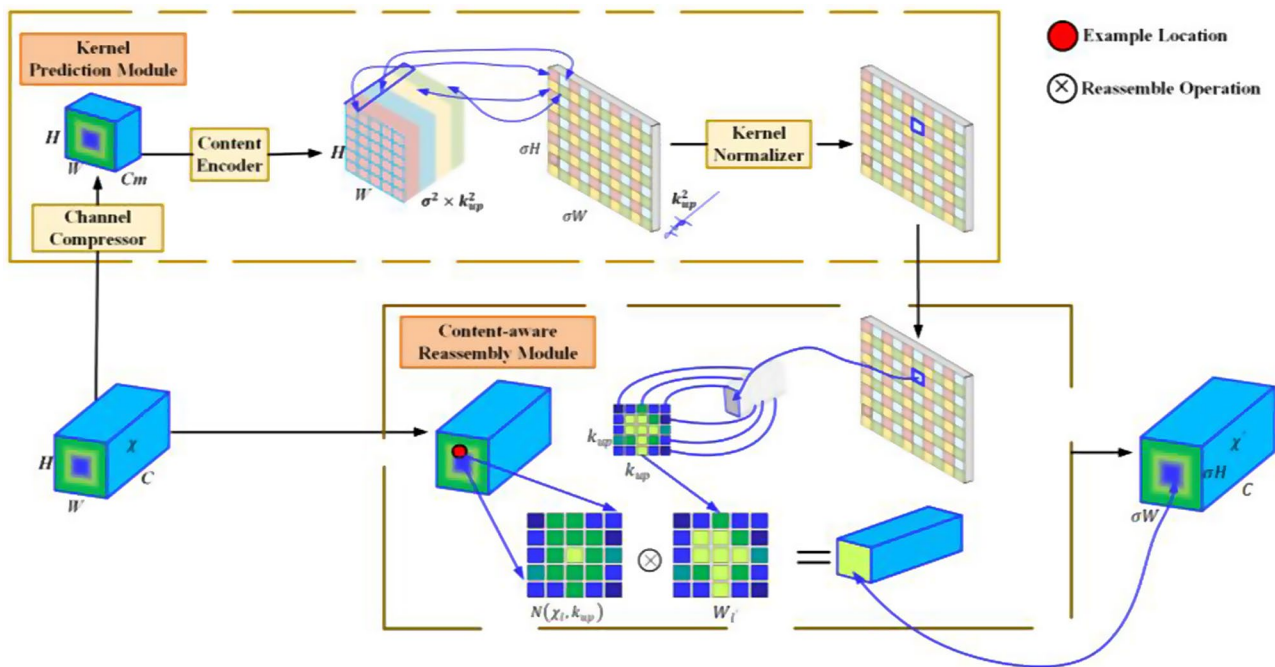 Kernel
Prediction Module
H
W
Cm
Content
Encoder
H
W
σ² × k²ᵤₚ
σH
σW
Kernel
Normalizer
k²ᵤₚ
Example Location
Reassemble Operation
Channel
Compressor
Content-aware
Reassembly Module
H
W
χ
C
kᵤₚ
kᵤₚ
N(χₗ, kᵤₚ)
Wₗ′
χ′
σH
σW
C